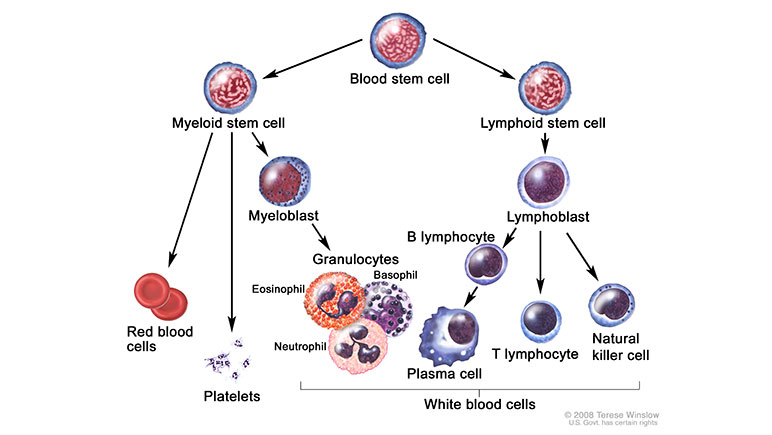 Blood stem cell
Myeloid stem cell
Lymphoid stem cell
Myeloblast
Lymphoblast
B lymphocyte
Granulocytes
Basophil
Eosinophil
Neutrophil
Red blood
cells
Platelets
Plasma cell
T lymphocyte
Natural
killer cell
White blood cells
© 2008 Terese Winslow
U.S. Govt. has certain rights